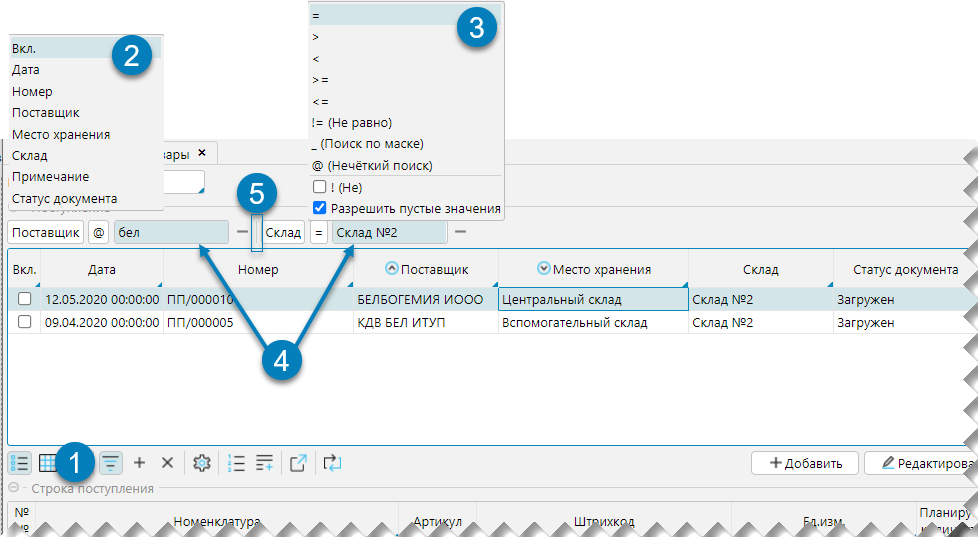 =
>
<
>=
<=
!= (Не равно)
_ (Поиск по маске)
@ (Нечёткий поиск)
! (Не)
Разрешить пустые значения
3
Вкл.
Дата
Номер
Поставщик
Место хранения
Склад
Примечание
Статус документа
2
вары ×
5
Поставщик @ бел Склад = Склад №2
Вкл. Дата Номер Поставщик Место хранения Склад Статус документа
12.05.2020 00:00:00 ПП/000010 БЕЛБОГЕМИЯ ИООО Центральный склад Склад №2 Загружен
09.04.2020 00:00:00 ПП/000005 КДВ БЕЛ ИТУП Вспомогательный склад Склад №2 Загружен
4
1
+ Добавить Редактирова
Строка поступления
№ Планиру
Номенклатура Артикул Штрихкод Ед.изм.